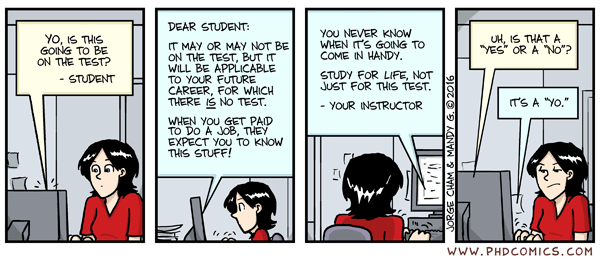 YO, IS THIS
GOING TO BE
ON THE TEST?
- STUDENT
DEAR STUDENT:
IT MAY OR MAY NOT BE
ON THE TEST, BUT IT
WILL BE APPLICABLE
TO YOUR FUTURE
CAREER, FOR WHICH
THERE IS NO TEST.
WHEN YOU GET PAID
TO DO A JOB, THEY
EXPECT YOU TO KNOW
THIS STUFF!
YOU NEVER KNOW
WHEN IT'S GOING TO
COME IN HANDY.
STUDY FOR LIFE, NOT
JUST FOR THIS TEST.
- YOUR INSTRUCTOR
JORGE CHAM & MANDY G. © 2016
UH, IS THAT A
"YES" OR A "NO"?
IT'S A "YO."
WWW.PHDCOMICS.COM